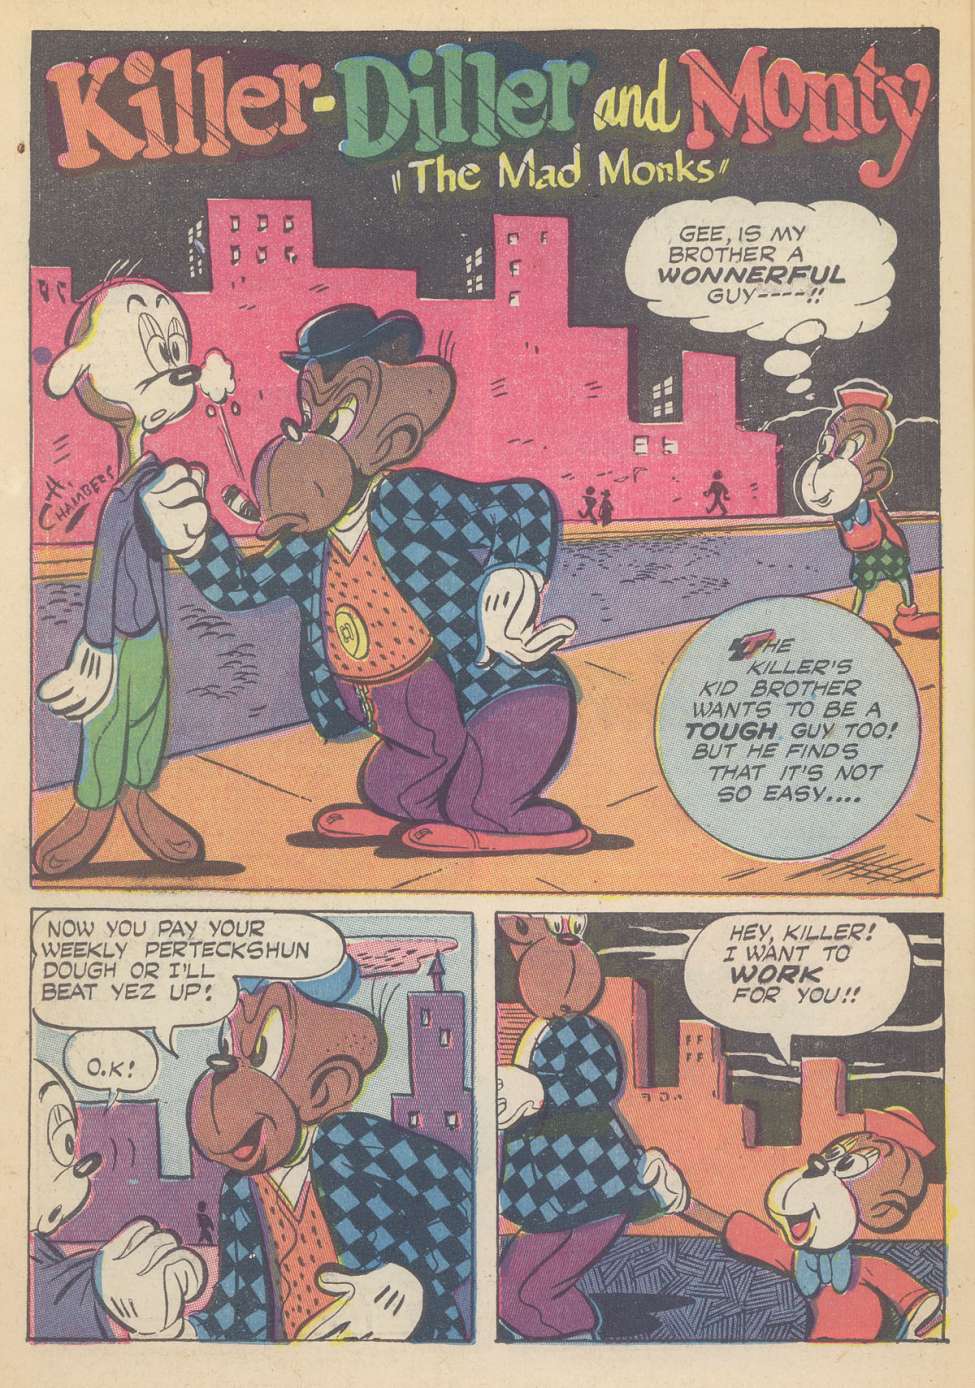 Killer-Diller and Monty
"The Mad Monks"
GEE, IS MY
BROTHER A
WONNERFUL
GUY----!!
H.
CHAMBERS
THE
KILLER'S
KID BROTHER
WANTS TO BE A
TOUGH GUY TOO!
BUT HE FINDS
THAT IT'S NOT
SO EASY....
NOW YOU PAY YOUR
WEEKLY PERTECKSHUN
DOUGH OR I'LL
BEAT YEZ UP!
O.K!
HEY, KILLER!
I WANT TO
WORK
FOR YOU!!